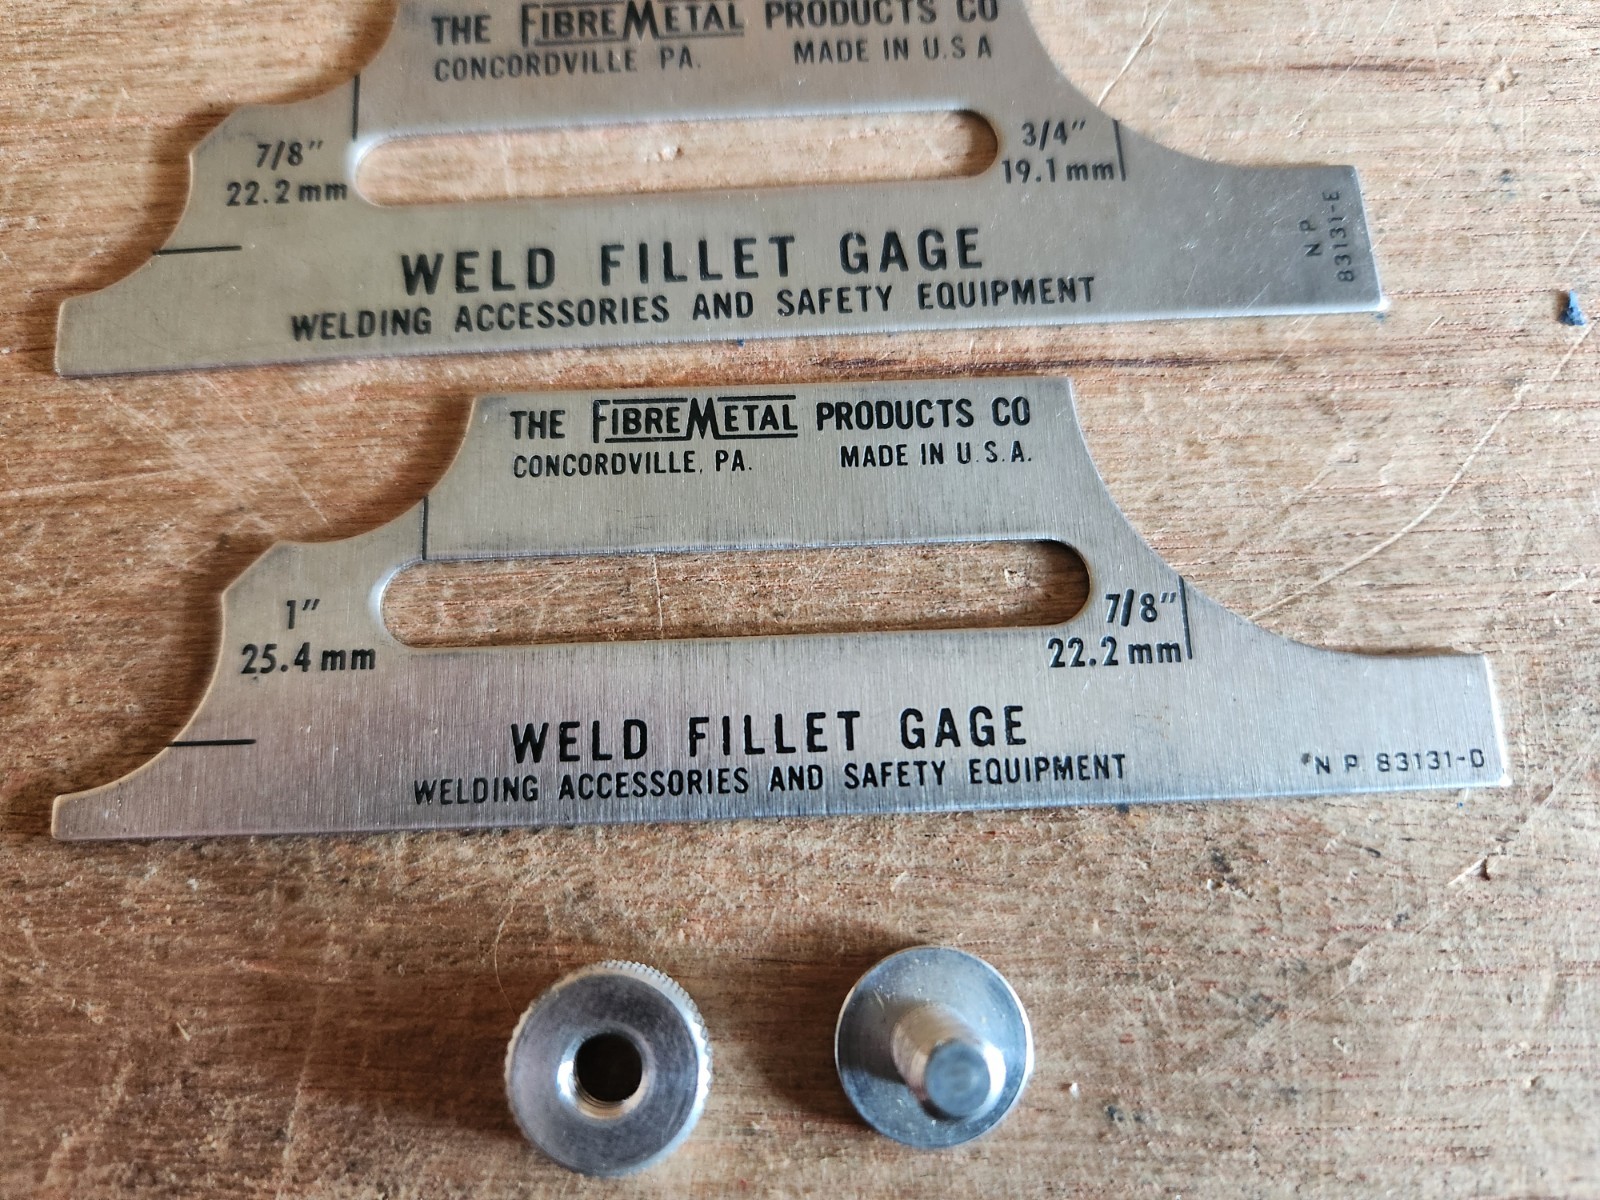 THE FIBREMETAL PRODUCTS CO
CONCORDVILLE PA. MADE IN U.S A
7/8"
22.2 mm
3/4"
19.1 mm
WELD FILLET GAGE
WELDING ACCESSORIES AND SAFETY EQUIPMENT
N P
83131-E
THE FIBREMETAL PRODUCTS CO
CONCORDVILLE, PA. MADE IN U.S.A.
1"
25.4 mm
7/8"
22.2 mm
WELD FILLET GAGE
WELDING ACCESSORIES AND SAFETY EQUIPMENT
N P. 83131-D